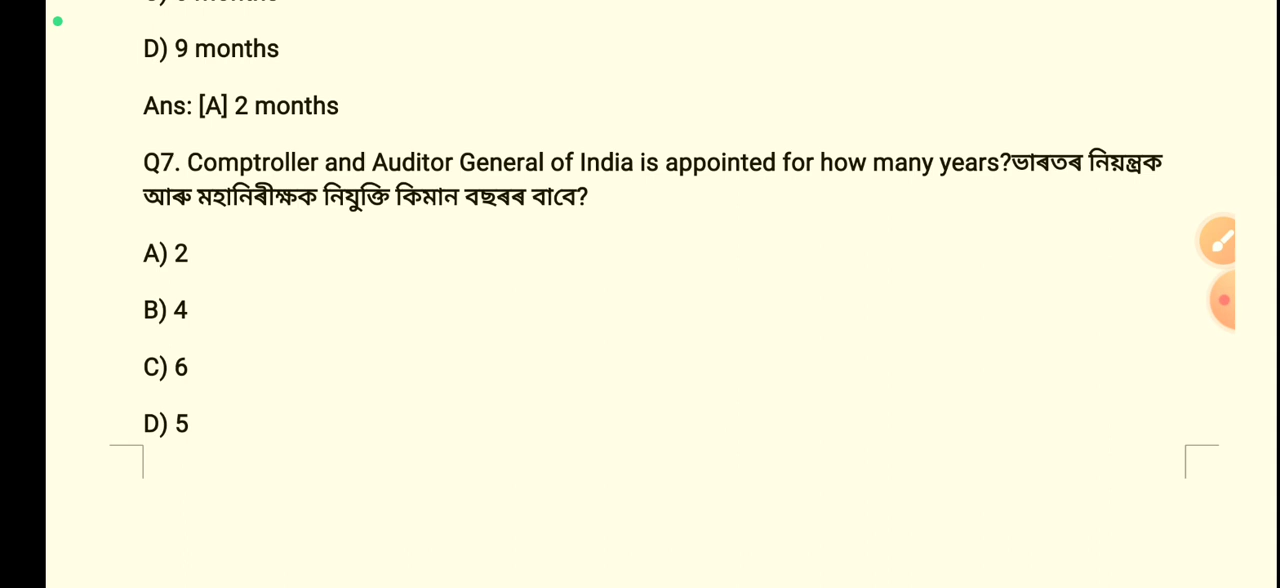 D) 9 months
Ans: [A] 2 months
Q7. Comptroller and Auditor General of India is appointed for how many years?ভাৰতৰ নিয়ন্ত্ৰক
আৰু মহানিৰীক্ষক নিযুক্তি কিমান বছৰৰ বাবে?
A) 2
B) 4
C) 6
D) 5